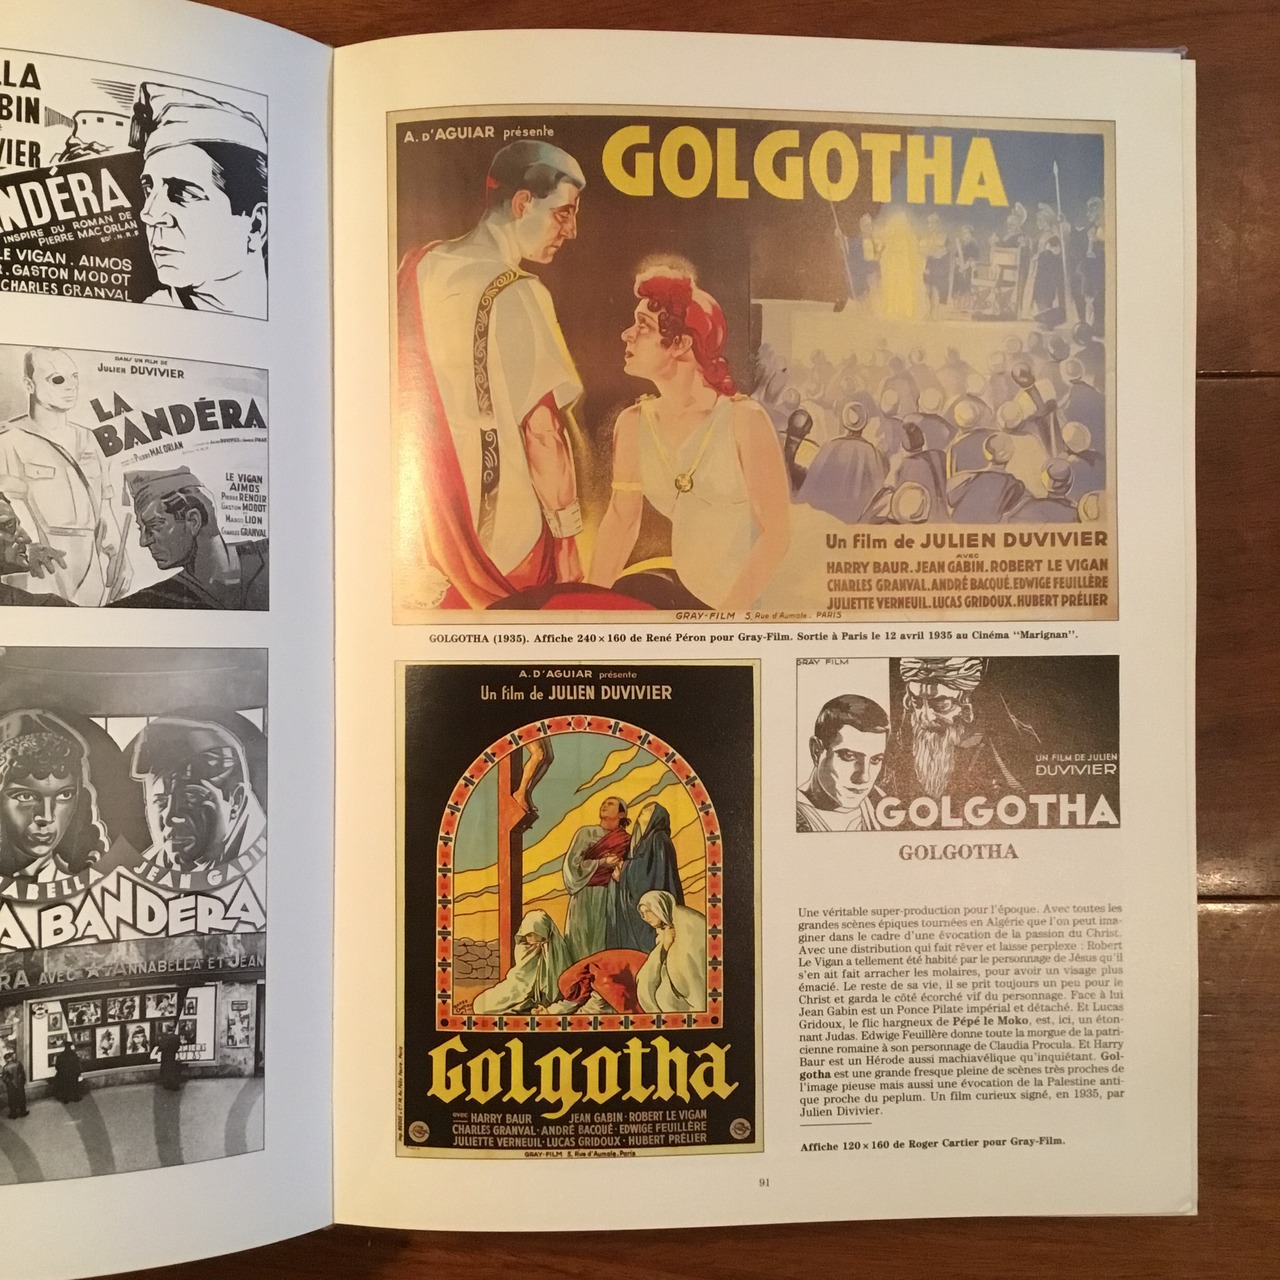 LLA
BIN
VIER
NDÉRA
INSPIRE DU ROMAN DE
PIERRE MAC ORLAN
LE VIGAN . AIMOS
R. GASTON MODOT
CHARLES GRANVAL
DANS UN FILM DE
JULIEN DUVIVIER
LA
BANDÉRA
PIERRE MAC ORLAN
LE VIGAN
AIMOS
PIERRE RENOIR
GASTON MODOT
MARGO LION
CHARLES GRANVAL
ABELLA
JEAN GABIN
A BANDÉRA
RA AVEC ANNABELLA ET JEAN
A. D'AGUIAR présente
GOLGOTHA
Un film de JULIEN DUVIVIER
AVEC
HARRY BAUR. JEAN GABIN. ROBERT LE VIGAN
CHARLES GRANVAL. ANDRÉ BACQUÉ. EDWIGE FEUILLÈRE
JULIETTE VERNEUIL. LUCAS GRIDOUX. HUBERT PRÉLIER
GRAY-FILM 5, Rue d'Aumale. PARIS
GOLGOTHA (1935). Affiche 240 × 160 de René Péron pour Gray-Film. Sortie à Paris le 12 avril 1935 au Cinéma "Marignan".
A. D'AGUIAR présente
Un film de JULIEN DUVIVIER
Golgotha
avec HARRY BAUR JEAN GABIN · ROBERT LE VIGAN
CHARLES GRANVAL · ANDRÉ BACQUÉ · EDWIGE FEUILLÈRE
JULIETTE VERNEUIL · LUCAS GRIDOUX · HUBERT PRÉLIER
GRAY-FILM 5, Rue d'Aumale. Paris
GRAY FILM
UN FILM DE JULIEN
DUVIVIER
GOLGOTHA
GOLGOTHA
Une véritable super-production pour l'époque. Avec toutes les
grandes scènes épiques tournées en Algérie que l'on peut ima-
giner dans le cadre d'une évocation de la passion du Christ.
Avec une distribution qui fait rêver et laisse perplexe : Robert
Le Vigan a tellement été habité par le personnage de Jésus qu'il
s'en ait fait arracher les molaires, pour avoir un visage plus
émacié. Le reste de sa vie, il se prit toujours un peu pour le
Christ et garda le côté écorché vif du personnage. Face à lui
Jean Gabin est un Ponce Pilate impérial et détaché. Et Lucas
Gridoux, le flic hargneux de Pépé le Moko, est, ici, un éton-
nant Judas. Edwige Feuillère donne toute la morgue de la patri-
cienne romaine à son personnage de Claudia Procula. Et Harry
Baur est un Hérode aussi machiavélique qu'inquiétant. Gol-
gotha est une grande fresque pleine de scènes très proches de
l'image pieuse mais aussi une évocation de la Palestine anti-
que proche du peplum. Un film curieux signé, en 1935, par
Julien Divivier.
Affiche 120 × 160 de Roger Cartier pour Gray-Film.
91